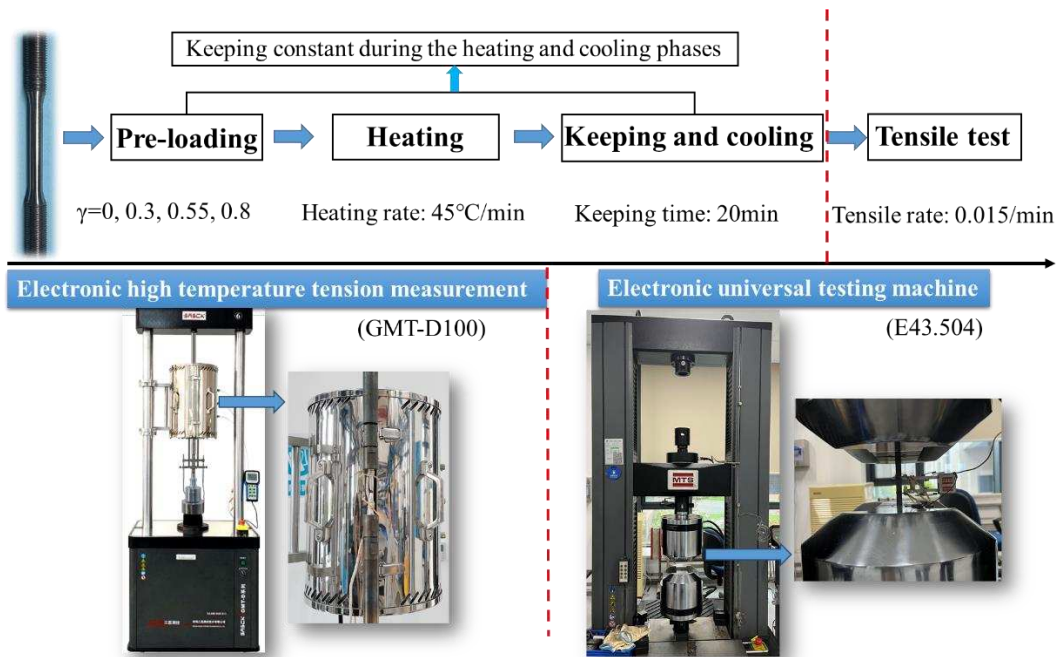 Keeping constant during the heating and cooling phases
Pre-loading
Heating
Keeping and cooling
Tensile test
γ=0, 0.3, 0.55, 0.8
Heating rate: 45℃/min
Keeping time: 20min
Tensile rate: 0.015/min
Electronic high temperature tension measurement
(GMT-D100)
Electronic universal testing machine
(E43.504)
6
MTS